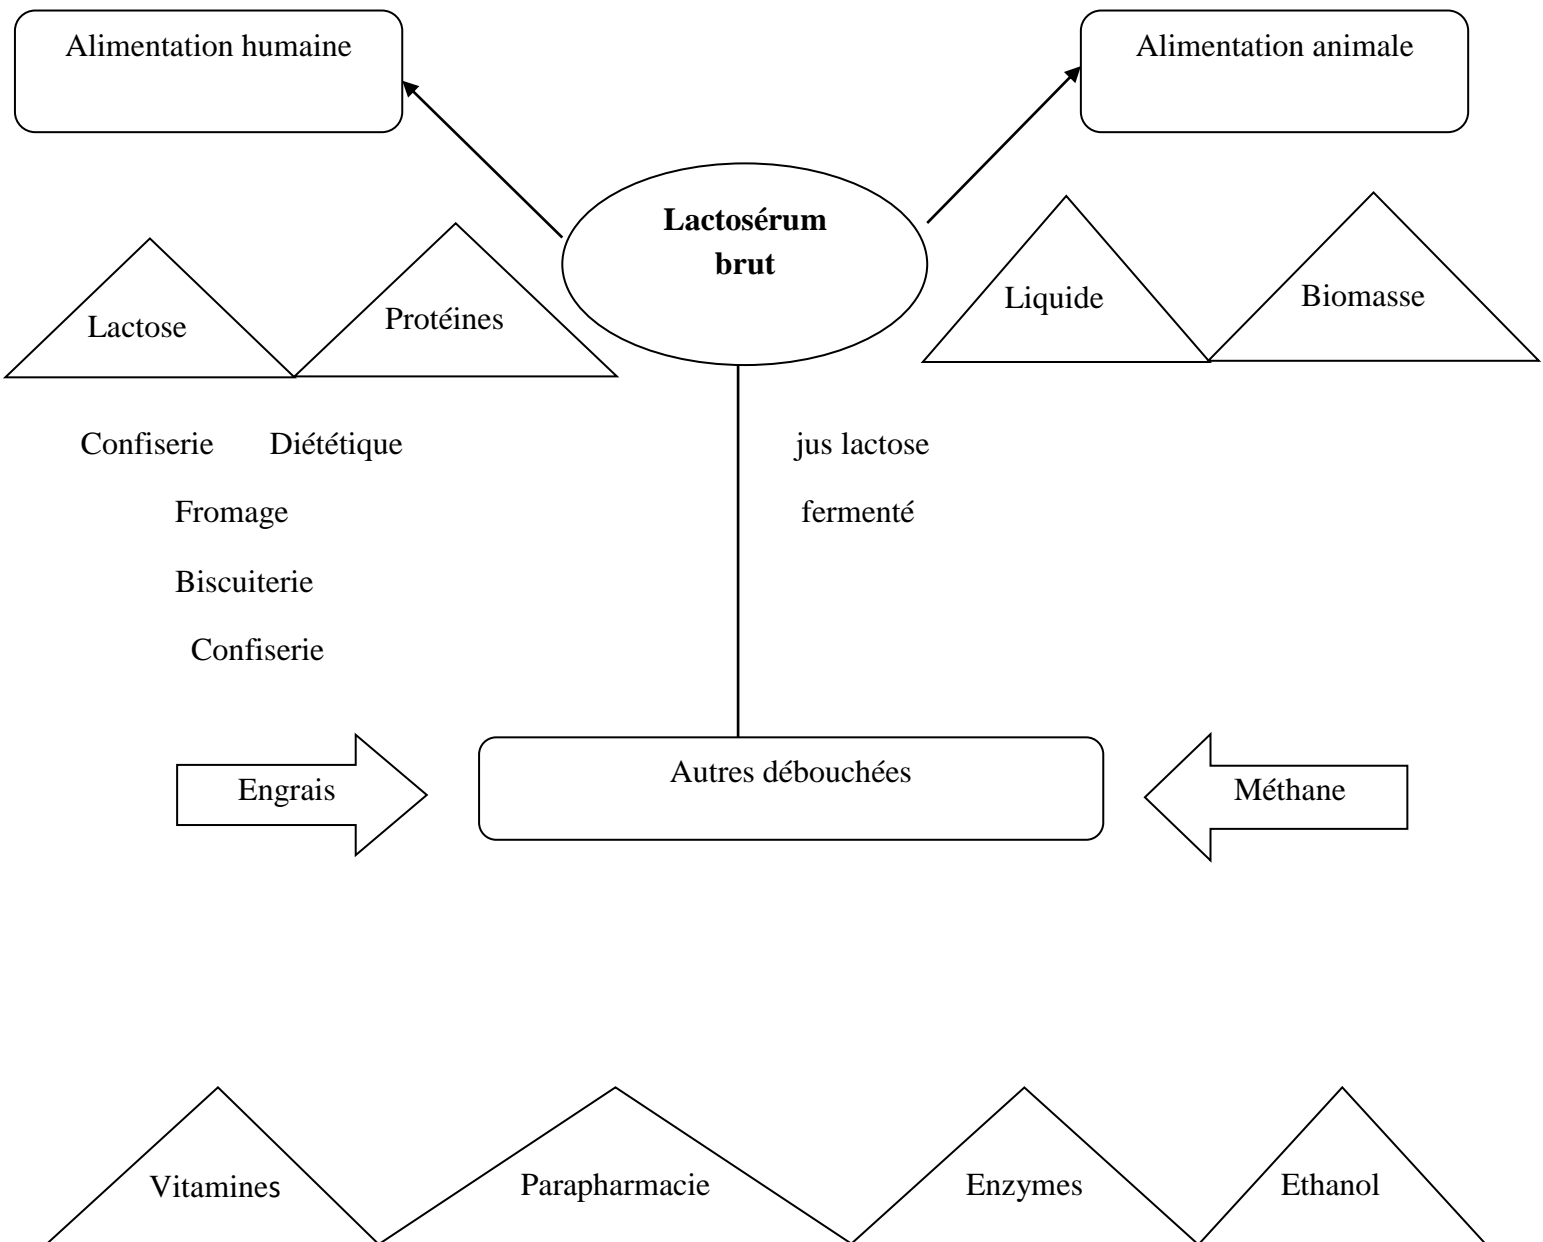 Alimentation humaine
Alimentation animale
Lactosérum
brut
Lactose
Protéines
Liquide
Biomasse
Confiserie
Diététique
jus lactose
Fromage
fermenté
Biscuiterie
Confiserie
Engrais
Autres débouchées
Méthane
Vitamines
Parapharmacie
Enzymes
Ethanol